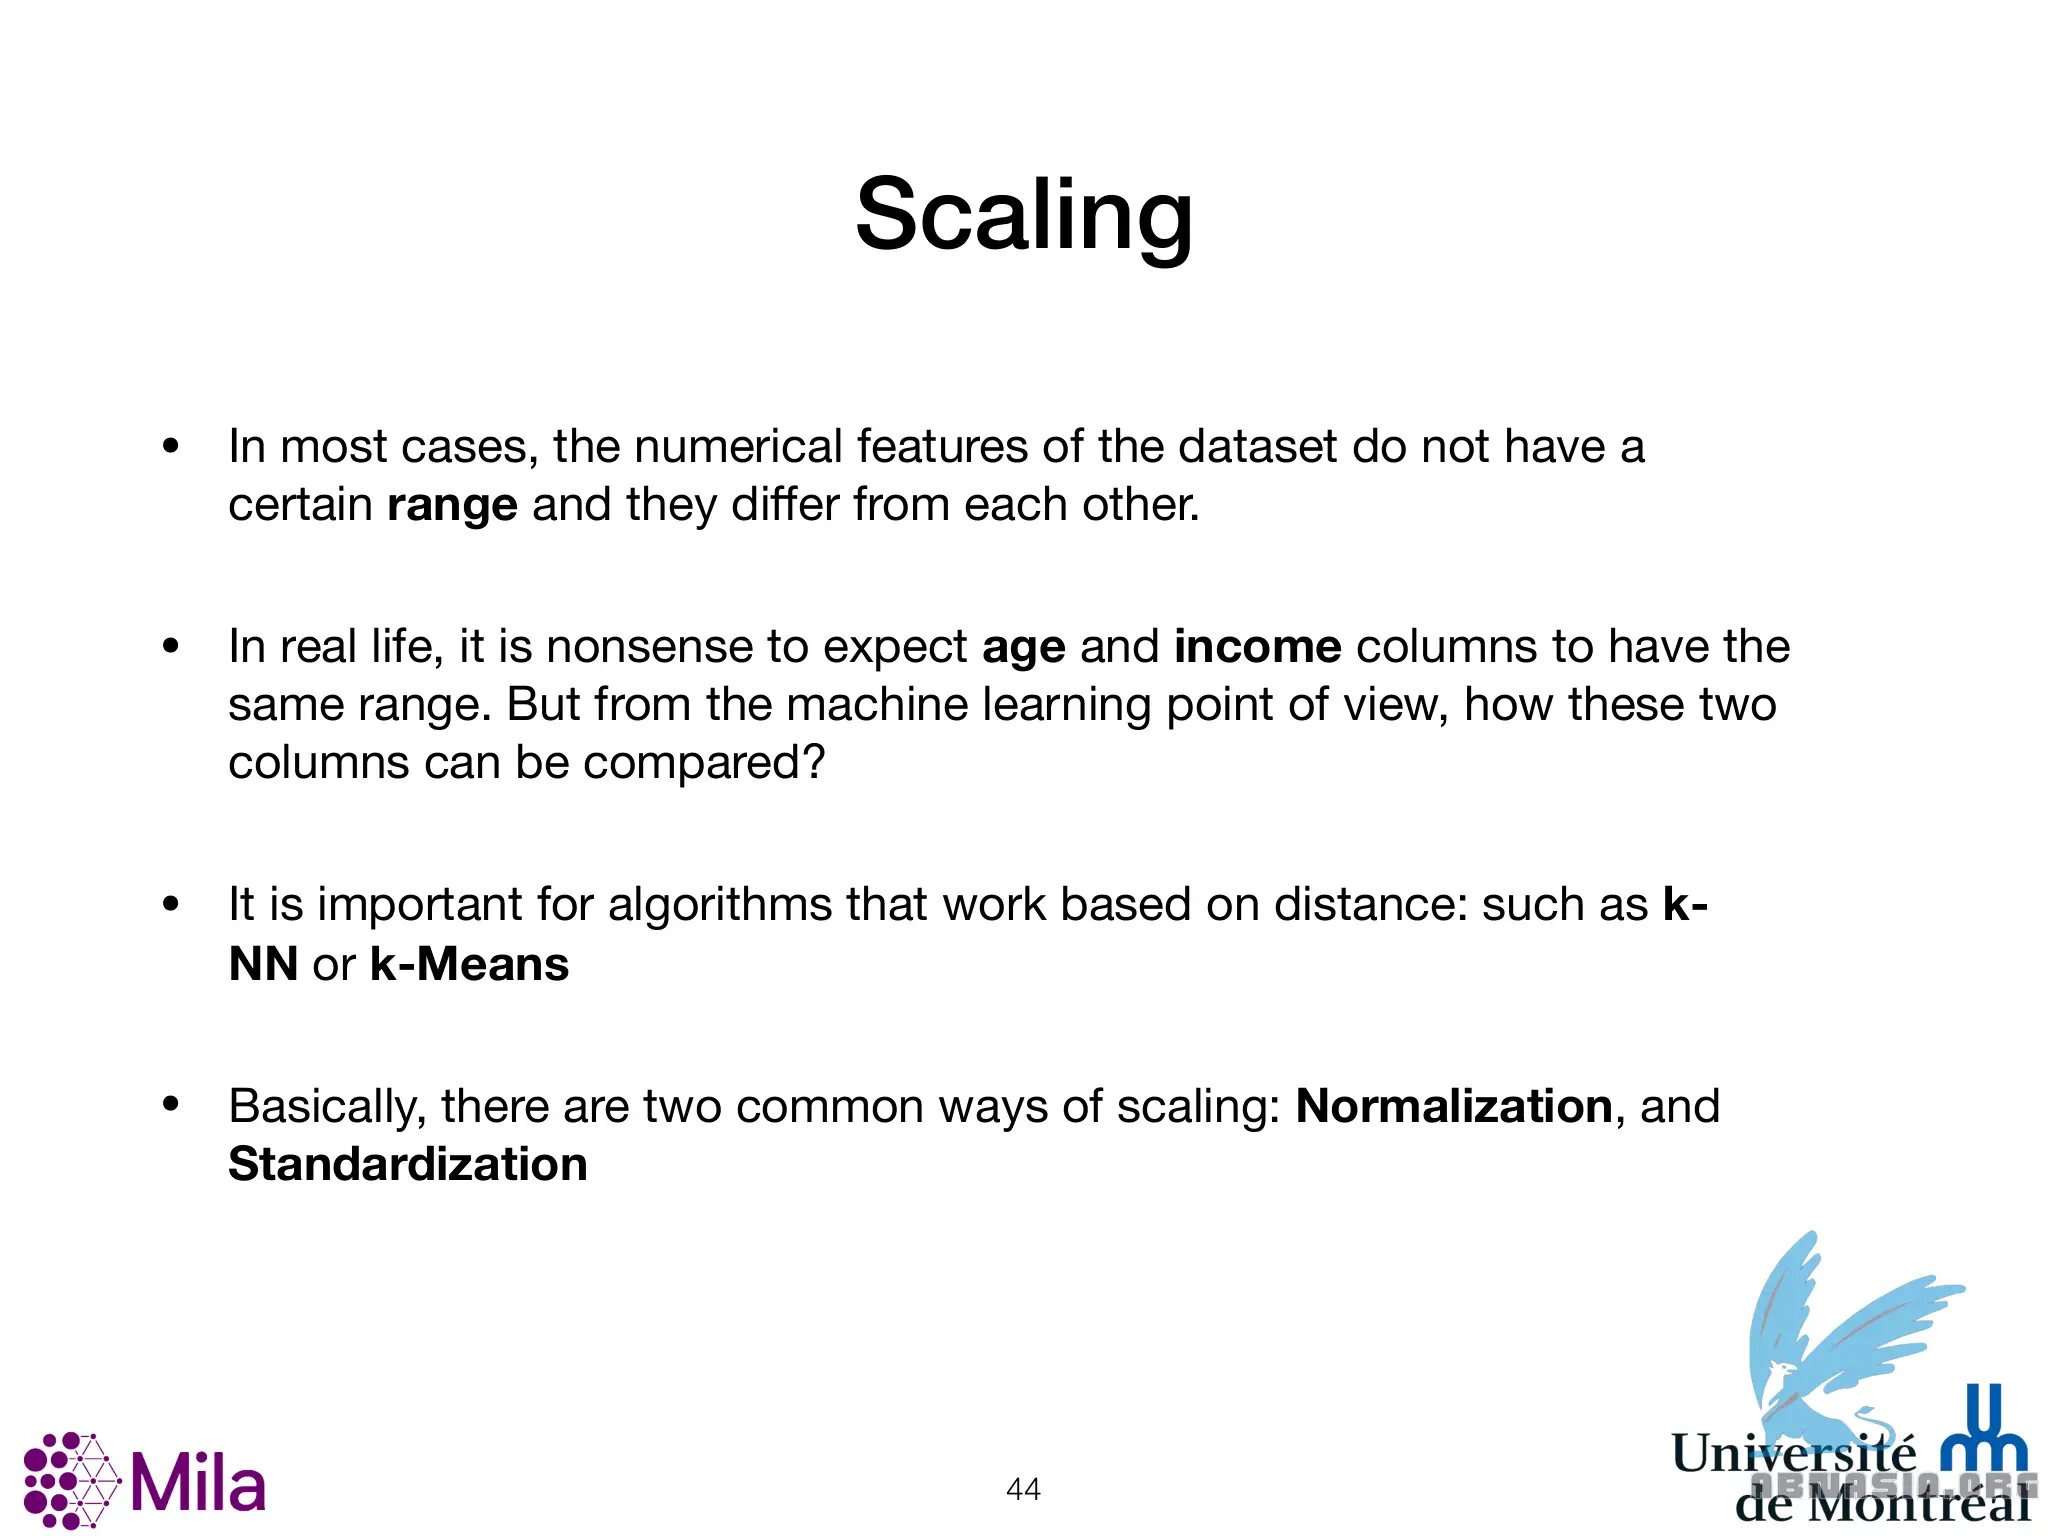 Scaling
• In most cases, the numerical features of the dataset do not have a
certain range and they differ from each other.
• In real life, it is nonsense to expect age and income columns to have the
same range. But from the machine learning point of view, how these two
columns can be compared?
• It is important for algorithms that work based on distance: such as k-
NN or k-Means
• Basically, there are two common ways of scaling: Normalization, and
Standardization
Mila
44
Université
ABNASIA.ORG
de Montréal